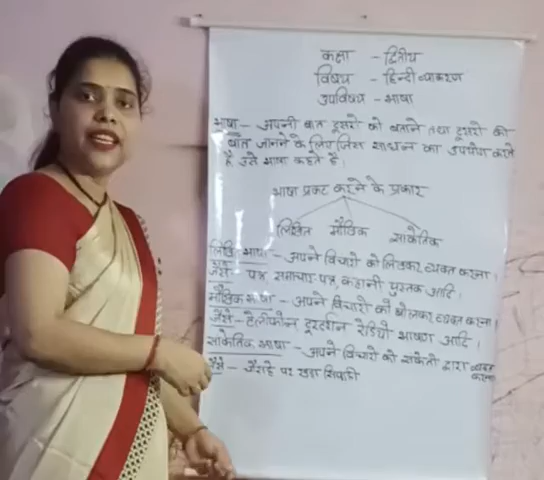 कक्षा - द्वितीय
विषय - हिन्दी व्याकरण
उपविषय - भाषा
भाषा - अपनी बात दूसरो को बताने तथा दूसरो की
बात जानने के लिए जिस साधन का उपयोग करते
है, उसे भाषा कहते है।
भाषा प्रकट करने के प्रकार
लिखित मौखिक सांकेतिक
लिखित भाषा - अपने विचारो को लिखकर व्यक्त करना।
जैसे - पत्र समाचार-पत्र, कहानी पुस्तक आदि।
मौखिक भाषा - अपने विचारो को बोलकर व्यक्त करना।
जैसे - टेलीफोन दूरदर्शन रेडियो भाषण आदि।
सांकेतिक भाषा - अपने विचारो को संकेतो द्वारा व्यक्त
करना
जैसे - चौराहे पर खडा सिपाही